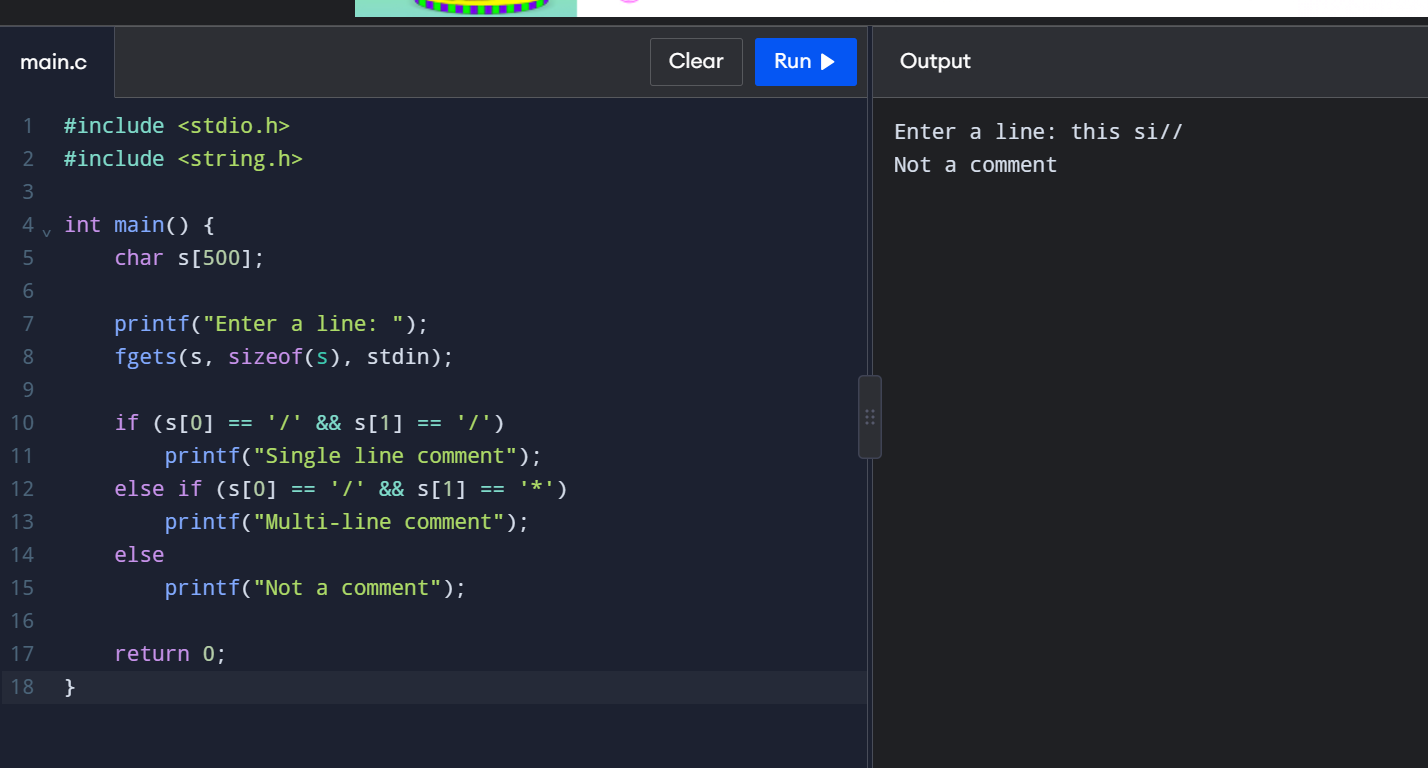 main.c
Clear
Run
Output
1 #include <stdio.h>
2 #include <string.h>
3
4 int main() {
5     char s[500];
6
7     printf("Enter a line: ");
8     fgets(s, sizeof(s), stdin);
9
10     if (s[0] == '/' && s[1] == '/')
11         printf("Single line comment");
12     else if (s[0] == '/' && s[1] == '*')
13         printf("Multi-line comment");
14     else
15         printf("Not a comment");
16
17     return 0;
18 }
Enter a line: this si//
Not a comment